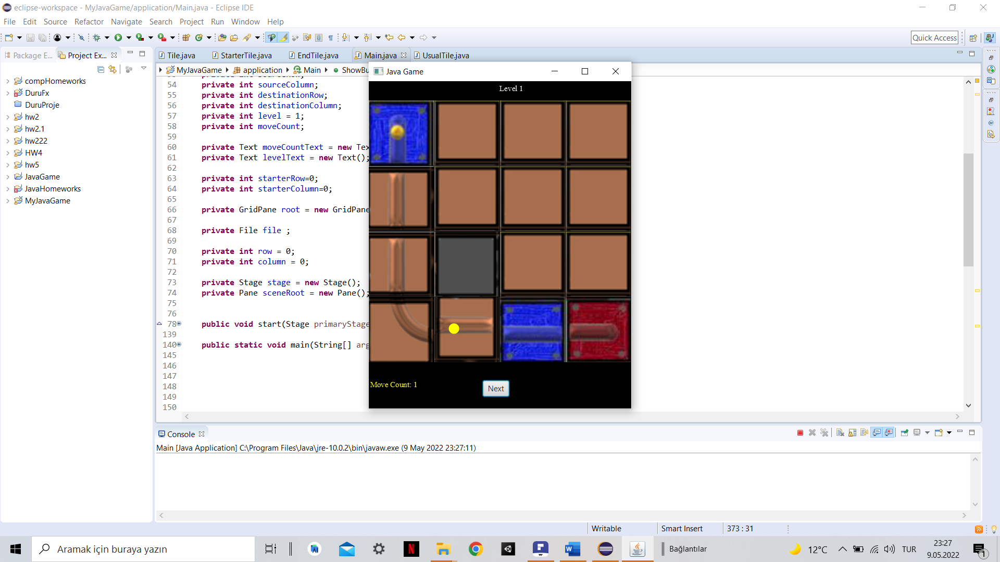 eclipse-workspace - MyJavaGame/application/Main.java - Eclipse IDE
File Edit Source Refactor Navigate Search Project Run Window Help
Quick Access
Package E... Project Ex...
compHomeworks
DuruFx
DuruProje
hw2
hw2.1
hw222
HW4
hw5
JavaGame
JavaHomeworks
MyJavaGame
Tile.java StarterTile.java EndTile.java Main.java UsualTile.java
MyJavaGame application Main ShowBu
54 private int sourceColumn;
55 private int destinationRow;
56 private int destinationColumn;
57 private int level = 1;
58 private int moveCount;
59
60 private Text moveCountText = new Tex
61 private Text levelText = new Text();
62
63 private int starterRow=0;
64 private int starterColumn=0;
65
66 private GridPane root = new GridPane
67
68 private File file ;
69
70 private int row = 0;
71 private int column = 0;
72
73 private Stage stage = new Stage();
74 private Pane sceneRoot = new Pane();
75
76
78 public void start(Stage primaryStage
139
140 public static void main(String[] arg
145
146
147
148
149
150
Java Game
Level 1
Move Count: 1
Next
Console
Main [Java Application] C:\Program Files\Java\jre-10.0.2\bin\javaw.exe (9 May 2022 23:27:11)
Writable Smart Insert 373 : 31
Aramak için buraya yazın
Bağlantılar
12°C
TUR
23:27
9.05.2022
1